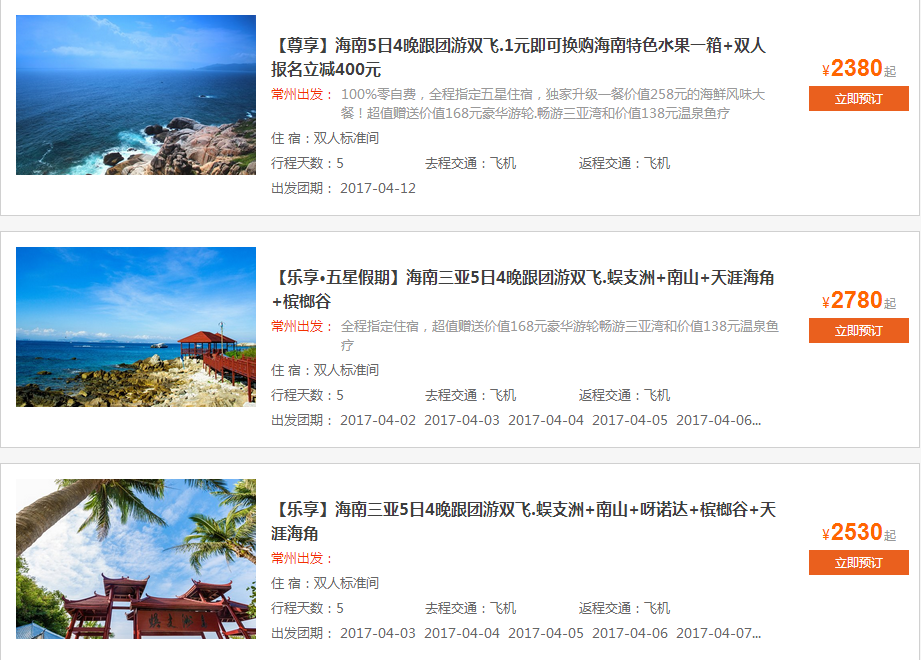 【尊享】海南5日4晚跟团游双飞.1元即可换购海南特色水果一箱+双人
报名立减400元
¥2380起
立即预订
常州出发： 100%零自费，全程指定五星住宿，独家升级一餐价值258元的海鲜风味大
餐！超值赠送价值168元豪华游轮.畅游三亚湾和价值138元温泉鱼疗
住 宿：双人标准间
行程天数：5 去程交通：飞机 返程交通：飞机
出发团期： 2017-04-12
【乐享•五星假期】海南三亚5日4晚跟团游双飞.蜈支洲+南山+天涯海角
+槟榔谷
¥2780起
立即预订
常州出发： 全程指定住宿，超值赠送价值168元豪华游轮畅游三亚湾和价值138元温泉鱼
疗
住 宿：双人标准间
行程天数：5 去程交通：飞机 返程交通：飞机
出发团期： 2017-04-02 2017-04-03 2017-04-04 2017-04-05 2017-04-06...
【乐享】海南三亚5日4晚跟团游双飞.蜈支洲+南山+呀诺达+槟榔谷+天
涯海角
¥2530起
立即预订
常州出发：
住 宿：双人标准间
行程天数：5 去程交通：飞机 返程交通：飞机
出发团期： 2017-04-03 2017-04-04 2017-04-05 2017-04-06 2017-04-07...